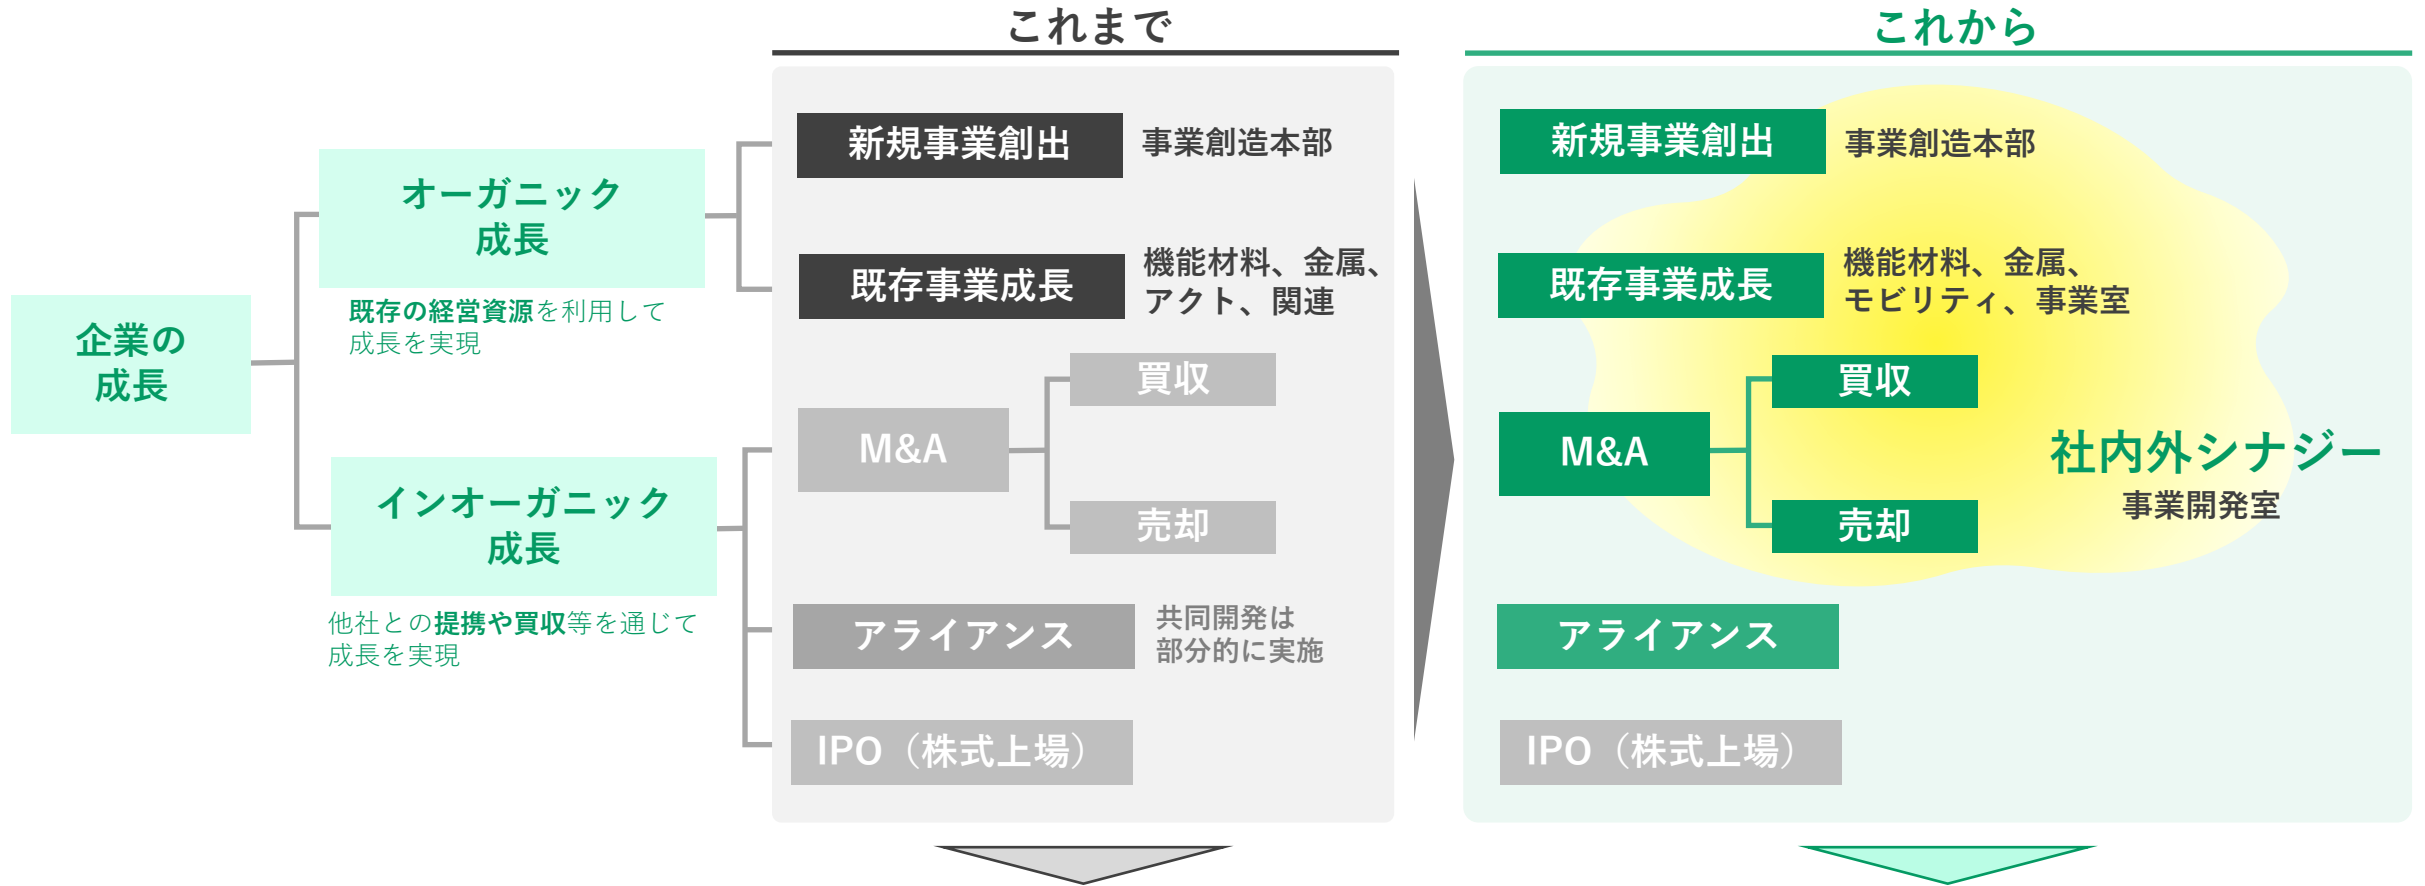 これまで
これから
企業の
成長
オーガニック
成長
既存の経営資源を利用して
成長を実現
インオーガニック
成長
他社との提携や買収等を通じて
成長を実現
新規事業創出
事業創造本部
既存事業成長
機能材料、金属、
アクト、関連
M&A
買収
売却
アライアンス
共同開発は
部分的に実施
IPO（株式上場）
新規事業創出
事業創造本部
既存事業成長
機能材料、金属、
モビリティ、事業室
M&A
買収
売却
社内外シナジー
事業開発室
アライアンス
IPO（株式上場）